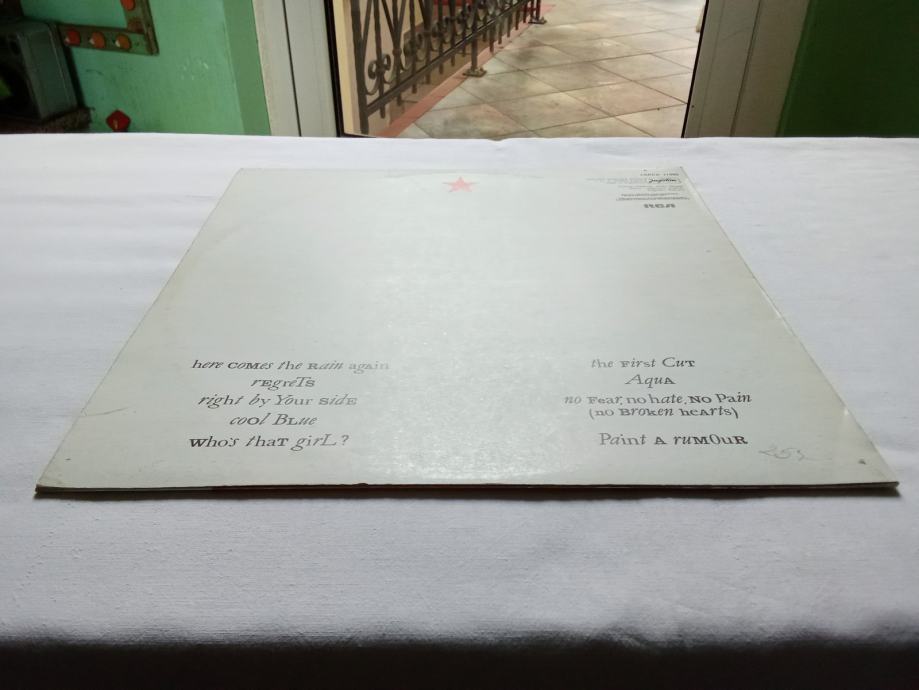 Jugoton
RCA
here COMEs the Rain again
rEgreTs
right by Your sidE
coOl BLue
Who's thaT girL?
the First CuT
AquA
no Fear, no hate, No Pain
(no BRoken heArts)
Paint A ruMOuR